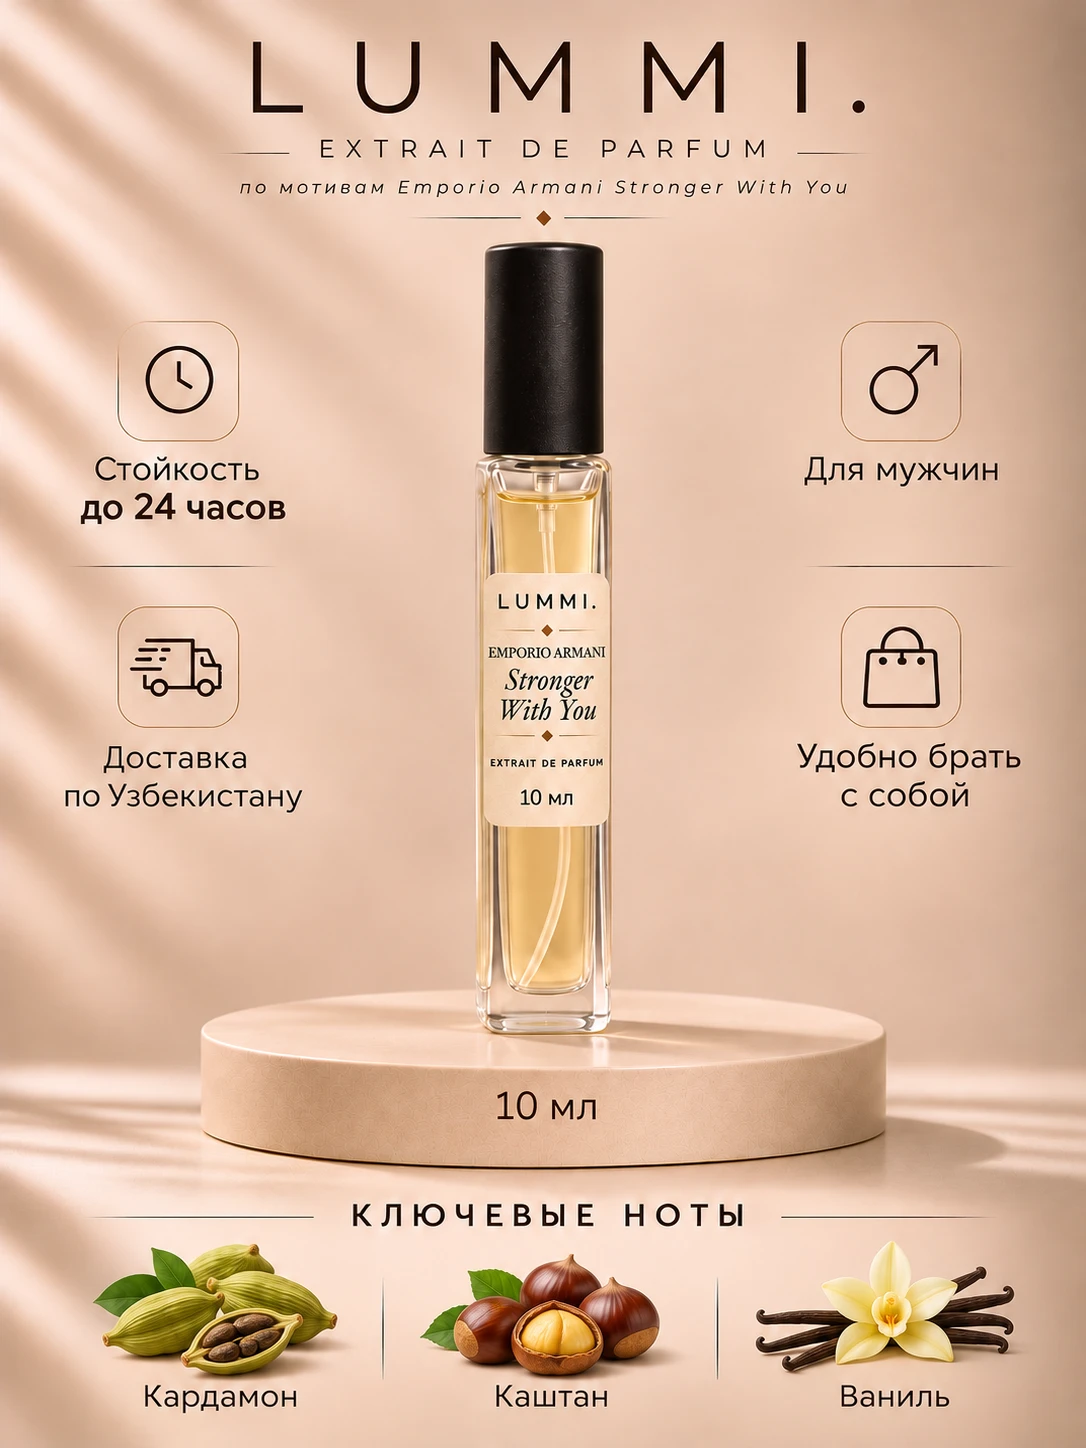 LUMMI.
EXTRAIT DE PARFUM
по мотивам Emporio Armani Stronger With You
Стойкость
до 24 часов
Для мужчин
LUMMI.
EMPORIO ARMANI
Stronger
With You
EXTRAIT DE PARFUM
10 мл
Доставка
по Узбекистану
Удобно брать
с собой
10 мл
КЛЮЧЕВЫЕ НОТЫ
Кардамон
Каштан
Ваниль